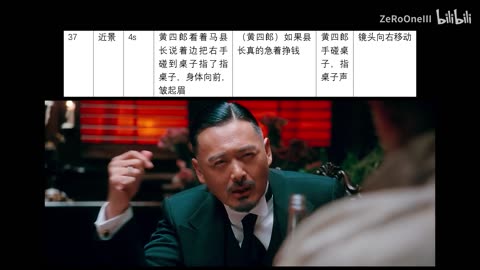 ZeRoOneIII bilibili
37 近景 4s 黄四郎看着马县 （黄四郎）如果县 黄四郎 镜头向右移动
长说着边把右手 长真的急着挣钱 手碰桌
碰到桌子指了指 子，指
桌子，身体向前， 桌子声
皱起眉